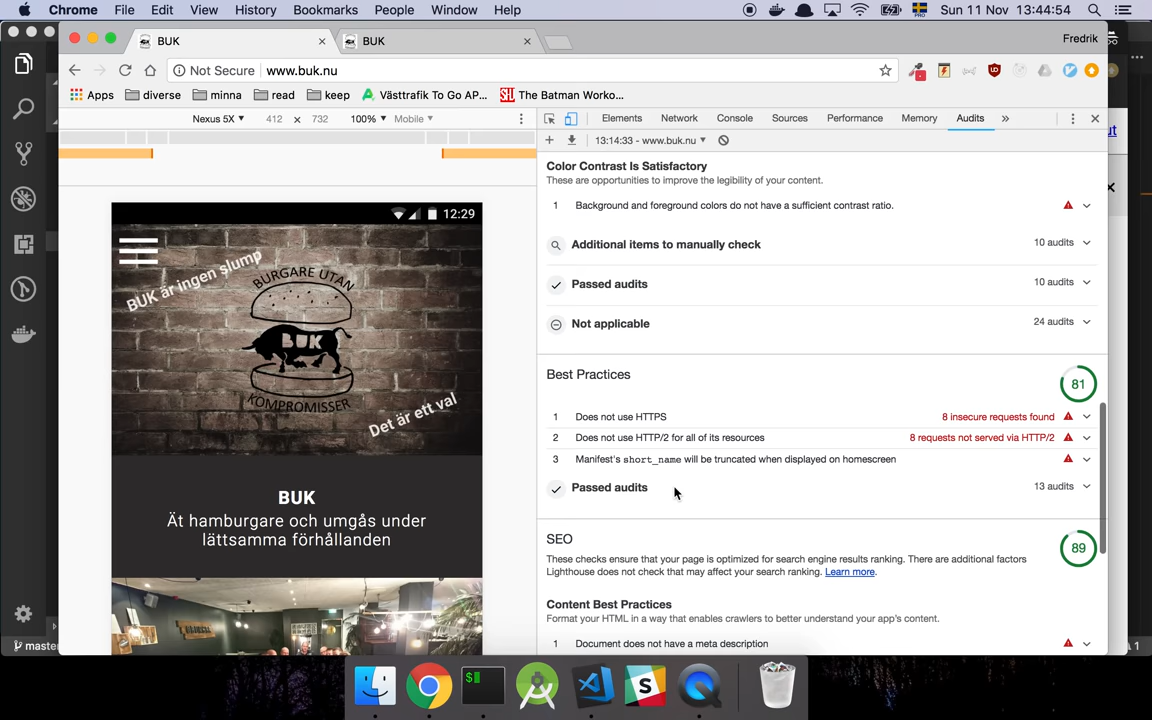 Chrome File Edit View History Bookmarks People Window Help
PRO
Sun 11 Nov 13:44:54
BUK
BUK
Fredrik
Not Secure www.buk.nu
Apps diverse minna read keep Västtrafik To Go AP... The Batman Worko...
Nexus 5X 412 × 732 100% Mobile
Elements Network Console Sources Performance Memory Audits
13:14:33 - www.buk.nu
Color Contrast Is Satisfactory
These are opportunities to improve the legibility of your content.
1 Background and foreground colors do not have a sufficient contrast ratio.
Additional items to manually check 10 audits
Passed audits 10 audits
Not applicable 24 audits
Best Practices 81
1 Does not use HTTPS 8 insecure requests found
2 Does not use HTTP/2 for all of its resources 8 requests not served via HTTP/2
3 Manifest's short_name will be truncated when displayed on homescreen
Passed audits 13 audits
SEO 89
These checks ensure that your page is optimized for search engine results ranking. There are additional factors
Lighthouse does not check that may affect your search ranking. Learn more.
Content Best Practices
Format your HTML in a way that enables crawlers to better understand your app's content.
1 Document does not have a meta description
12:29
BUK är ingen slump
BURGARE UTAN
BUK
KOMPROMISSER
Det är ett val
BUK
Ät hamburgare och umgås under
lättsamma förhållanden
master
ut
1
$
S